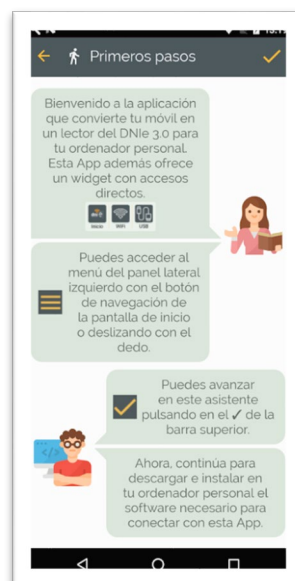 Primeros pasos
Bienvenido a la aplicación
que convierte tu móvil en
un lector del DNIe 3.0 para
tu ordenador personal.
Esta App además ofrece
un widget con accesos
directos.
Inicio WiFi USB
Puedes acceder al
menú del panel lateral
izquierdo con el botón
de navegación de
la pantalla de inicio
o deslizando con el
dedo.
Puedes avanzar
en este asistente
pulsando en el ✓ de la
barra superior.
Ahora, continúa para
descargar e instalar en
tu ordenador personal el
software necesario para
conectar con esta App.